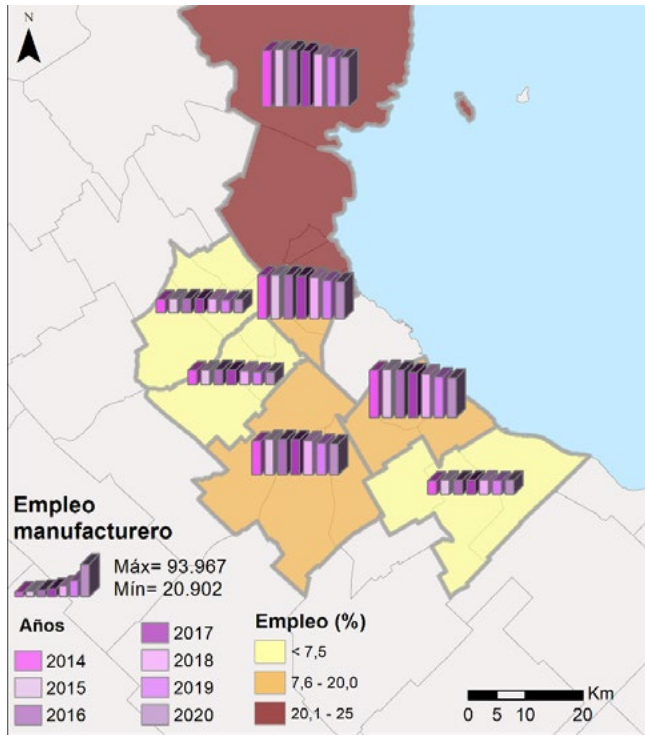 N
Empleo
manufacturero
Máx= 93.967
Mín= 20.902
Años
2014
2015
2016
2017
2018
2019
2020
Empleo (%)
< 7,5
7,6 - 20,0
20,1 - 25
Km
0 5 10 20